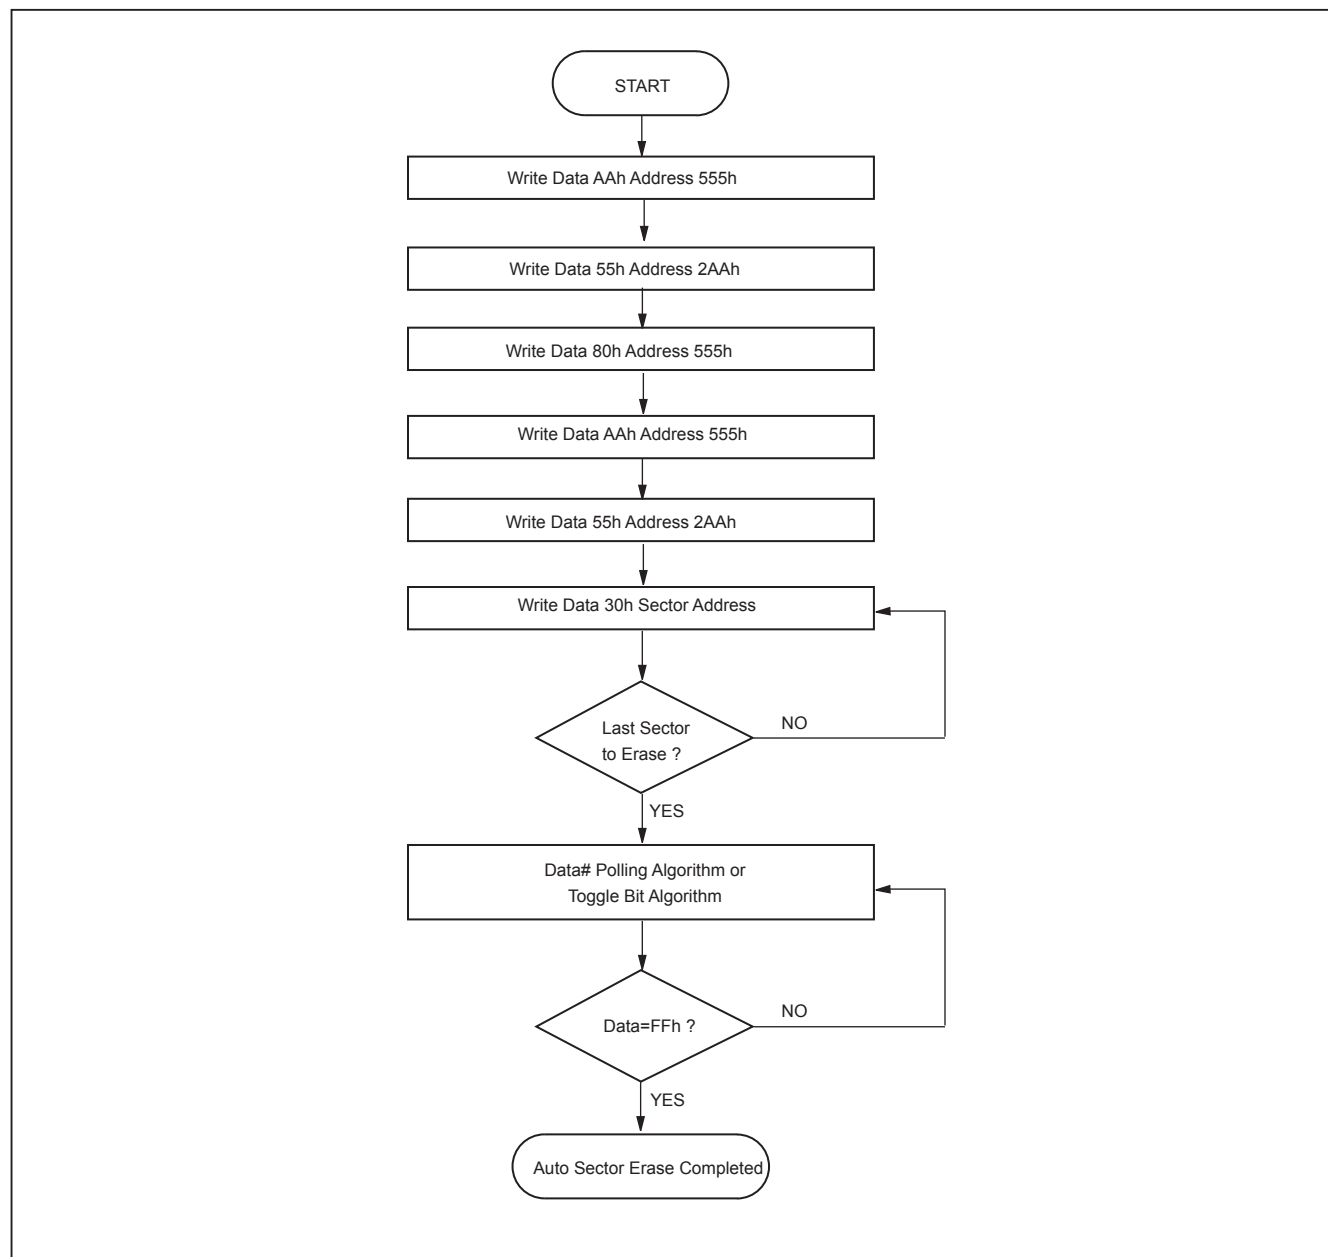 START
Write Data AAh Address 555h
Write Data 55h Address 2AAh
Write Data 80h Address 555h
Write Data AAh Address 555h
Write Data 55h Address 2AAh
Write Data 30h Sector Address
Last Sector
to Erase ?
NO
YES
Data# Polling Algorithm or
Toggle Bit Algorithm
Data=FFh ?
NO
YES
Auto Sector Erase Completed